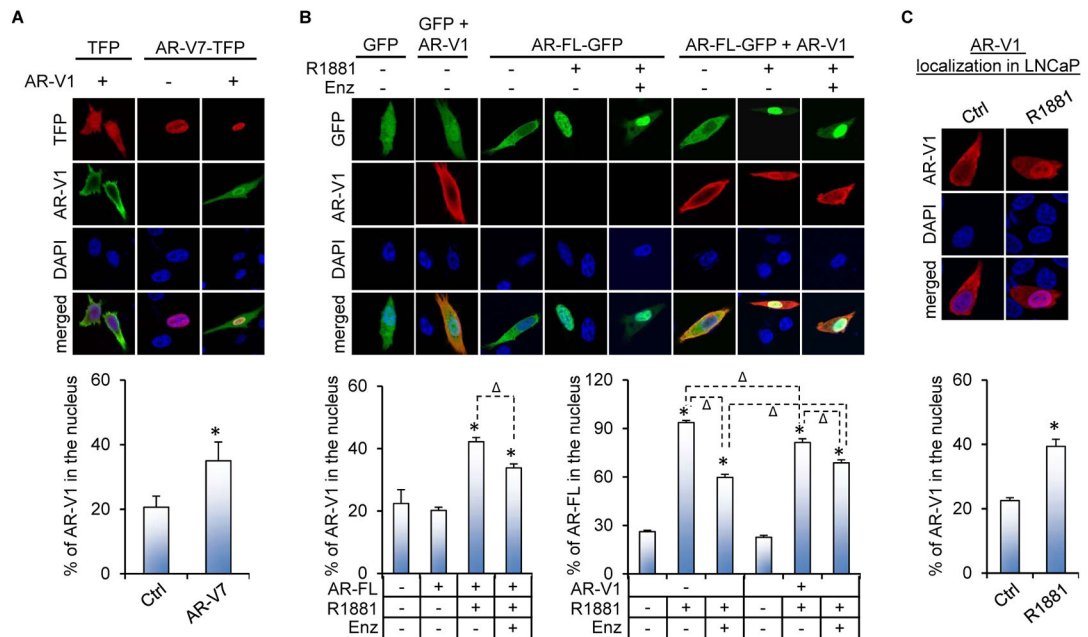 A
TFP AR-V7-TFP
AR-V1 + - +
TFP
AR-V1
DAPI
merged
% of AR-V1 in the nucleus
60
40
20
0
*
Ctrl AR-V7
B
GFP GFP + AR-V1 AR-FL-GFP AR-FL-GFP + AR-V1
R1881 - - - + + - + +
Enz - - - - + - - +
GFP
AR-V1
DAPI
merged
% of AR-V1 in the nucleus
60
40
20
0
Δ
* *
AR-FL - + + +
R1881 - - + +
Enz - - - +
% of AR-FL in the nucleus
120
90
60
30
0
Δ
Δ Δ Δ
* * * *
AR-V1 - +
R1881 - + + - + +
Enz - - + - - +
C
AR-V1
localization in LNCaP
Ctrl R1881
AR-V1
DAPI
merged
% of AR-V1 in the nucleus
60
40
20
0
*
Ctrl R1881